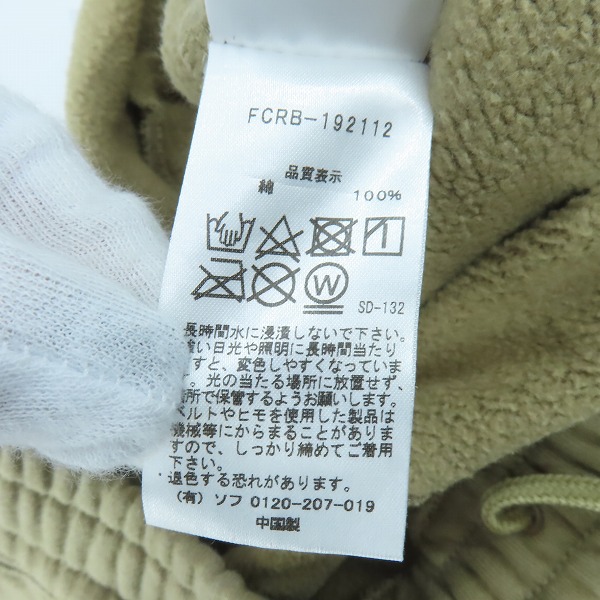 FCRB-192112
品質表示
綿 100%
W
SD-132
長時間水に浸漬しないで下さい。
強い日光や照明に長時間当たり
すと、変色しやすくなっていま
。光の当たる場所に放置せず、
所で保管するようお願いします。
ベルトやヒモを使用した製品は
機械等にからまることがありま
すので、しっかり締めてご着用
下さい。
・退色する恐れがあります。
(有) ソフ 0120-207-019
中国製